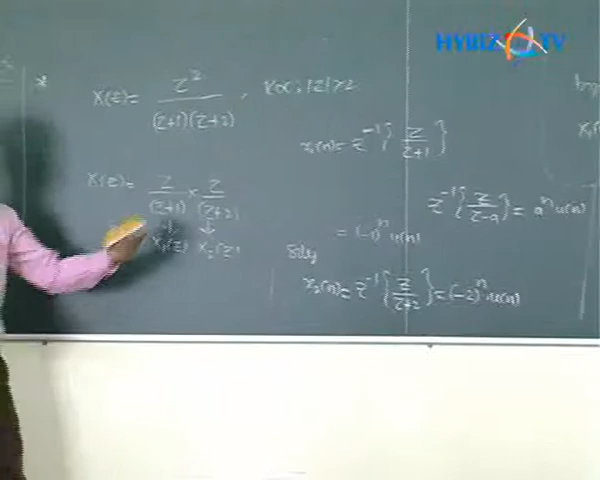 HYBIZ TV
* X(z) = z² / (z+1)(z+2) , ROC: |z|>2
x₁(n) = z⁻¹{ z / z+1 }
X(z) = z / (z+1) × z / (z+2)
X₁(z) X₂(z)
z⁻¹{ z / z-a } = aⁿ u(n)
= (-1)ⁿ u(n)
x₂(n) = z⁻¹{ z / z+2 } = (-2)ⁿ u(n)